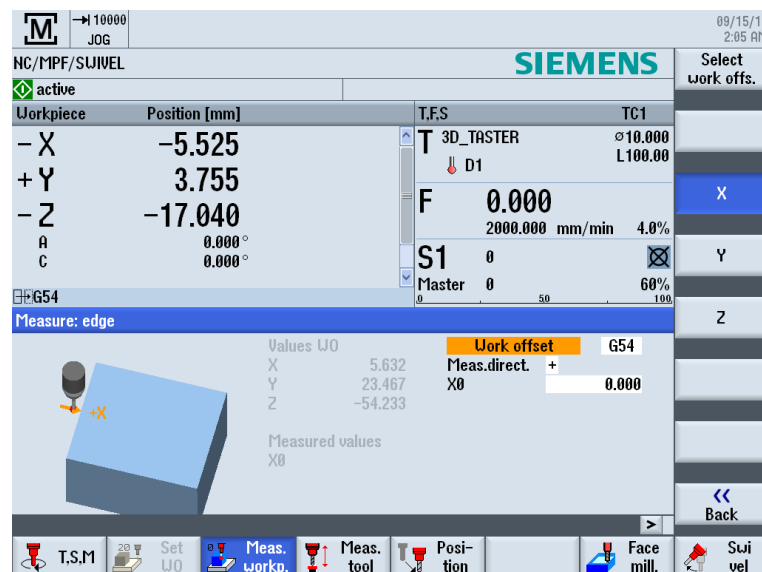 M
10000
JOG
09/15/1
2:05 AM
NC/MPF/SWIVEL
SIEMENS
Select
work offs.
active
Workpiece Position [mm]
T,F,S TC1
- X -5.525
T 3D_TASTER ⌀10.000
D1 L100.00
+ Y 3.755
X
- Z -17.040
F 0.000
2000.000 mm/min 4.0%
A 0.000°
C 0.000°
S1 0
Y
Master 0 60%
G54
0 50 100
Measure: edge
Z
Values WO
Work offset G54
X 5.632
Meas.direct. +
Y 23.467
X0 0.000
Z -54.233
+X
Measured values
X0
<<
Back
>
T,S,M
20
Set
WO
0
Meas.
workp.
Meas.
tool
T
Posi-
tion
Face
mill.
Swi
vel